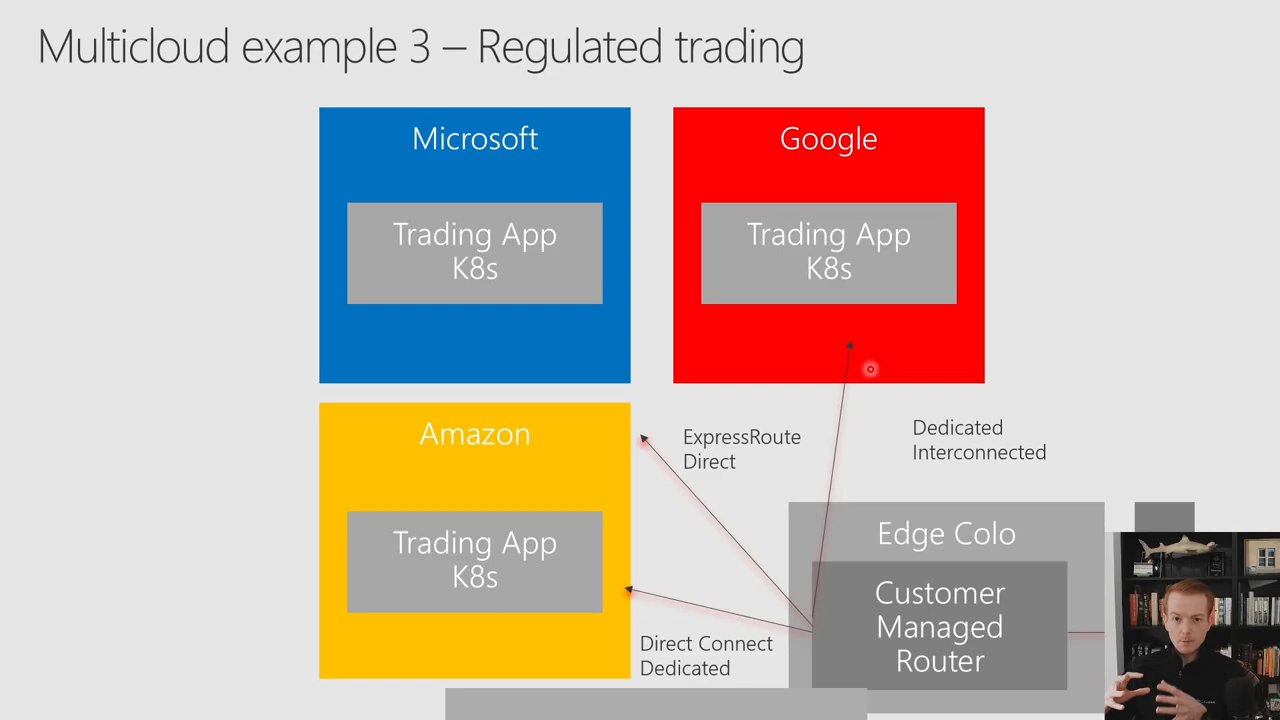 Multicloud example 3 – Regulated trading
Microsoft
Trading App
K8s
Google
Trading App
K8s
Amazon
Trading App
K8s
ExpressRoute
Direct
Dedicated
Interconnected
Direct Connect
Dedicated
Edge Colo
Customer
Managed
Router